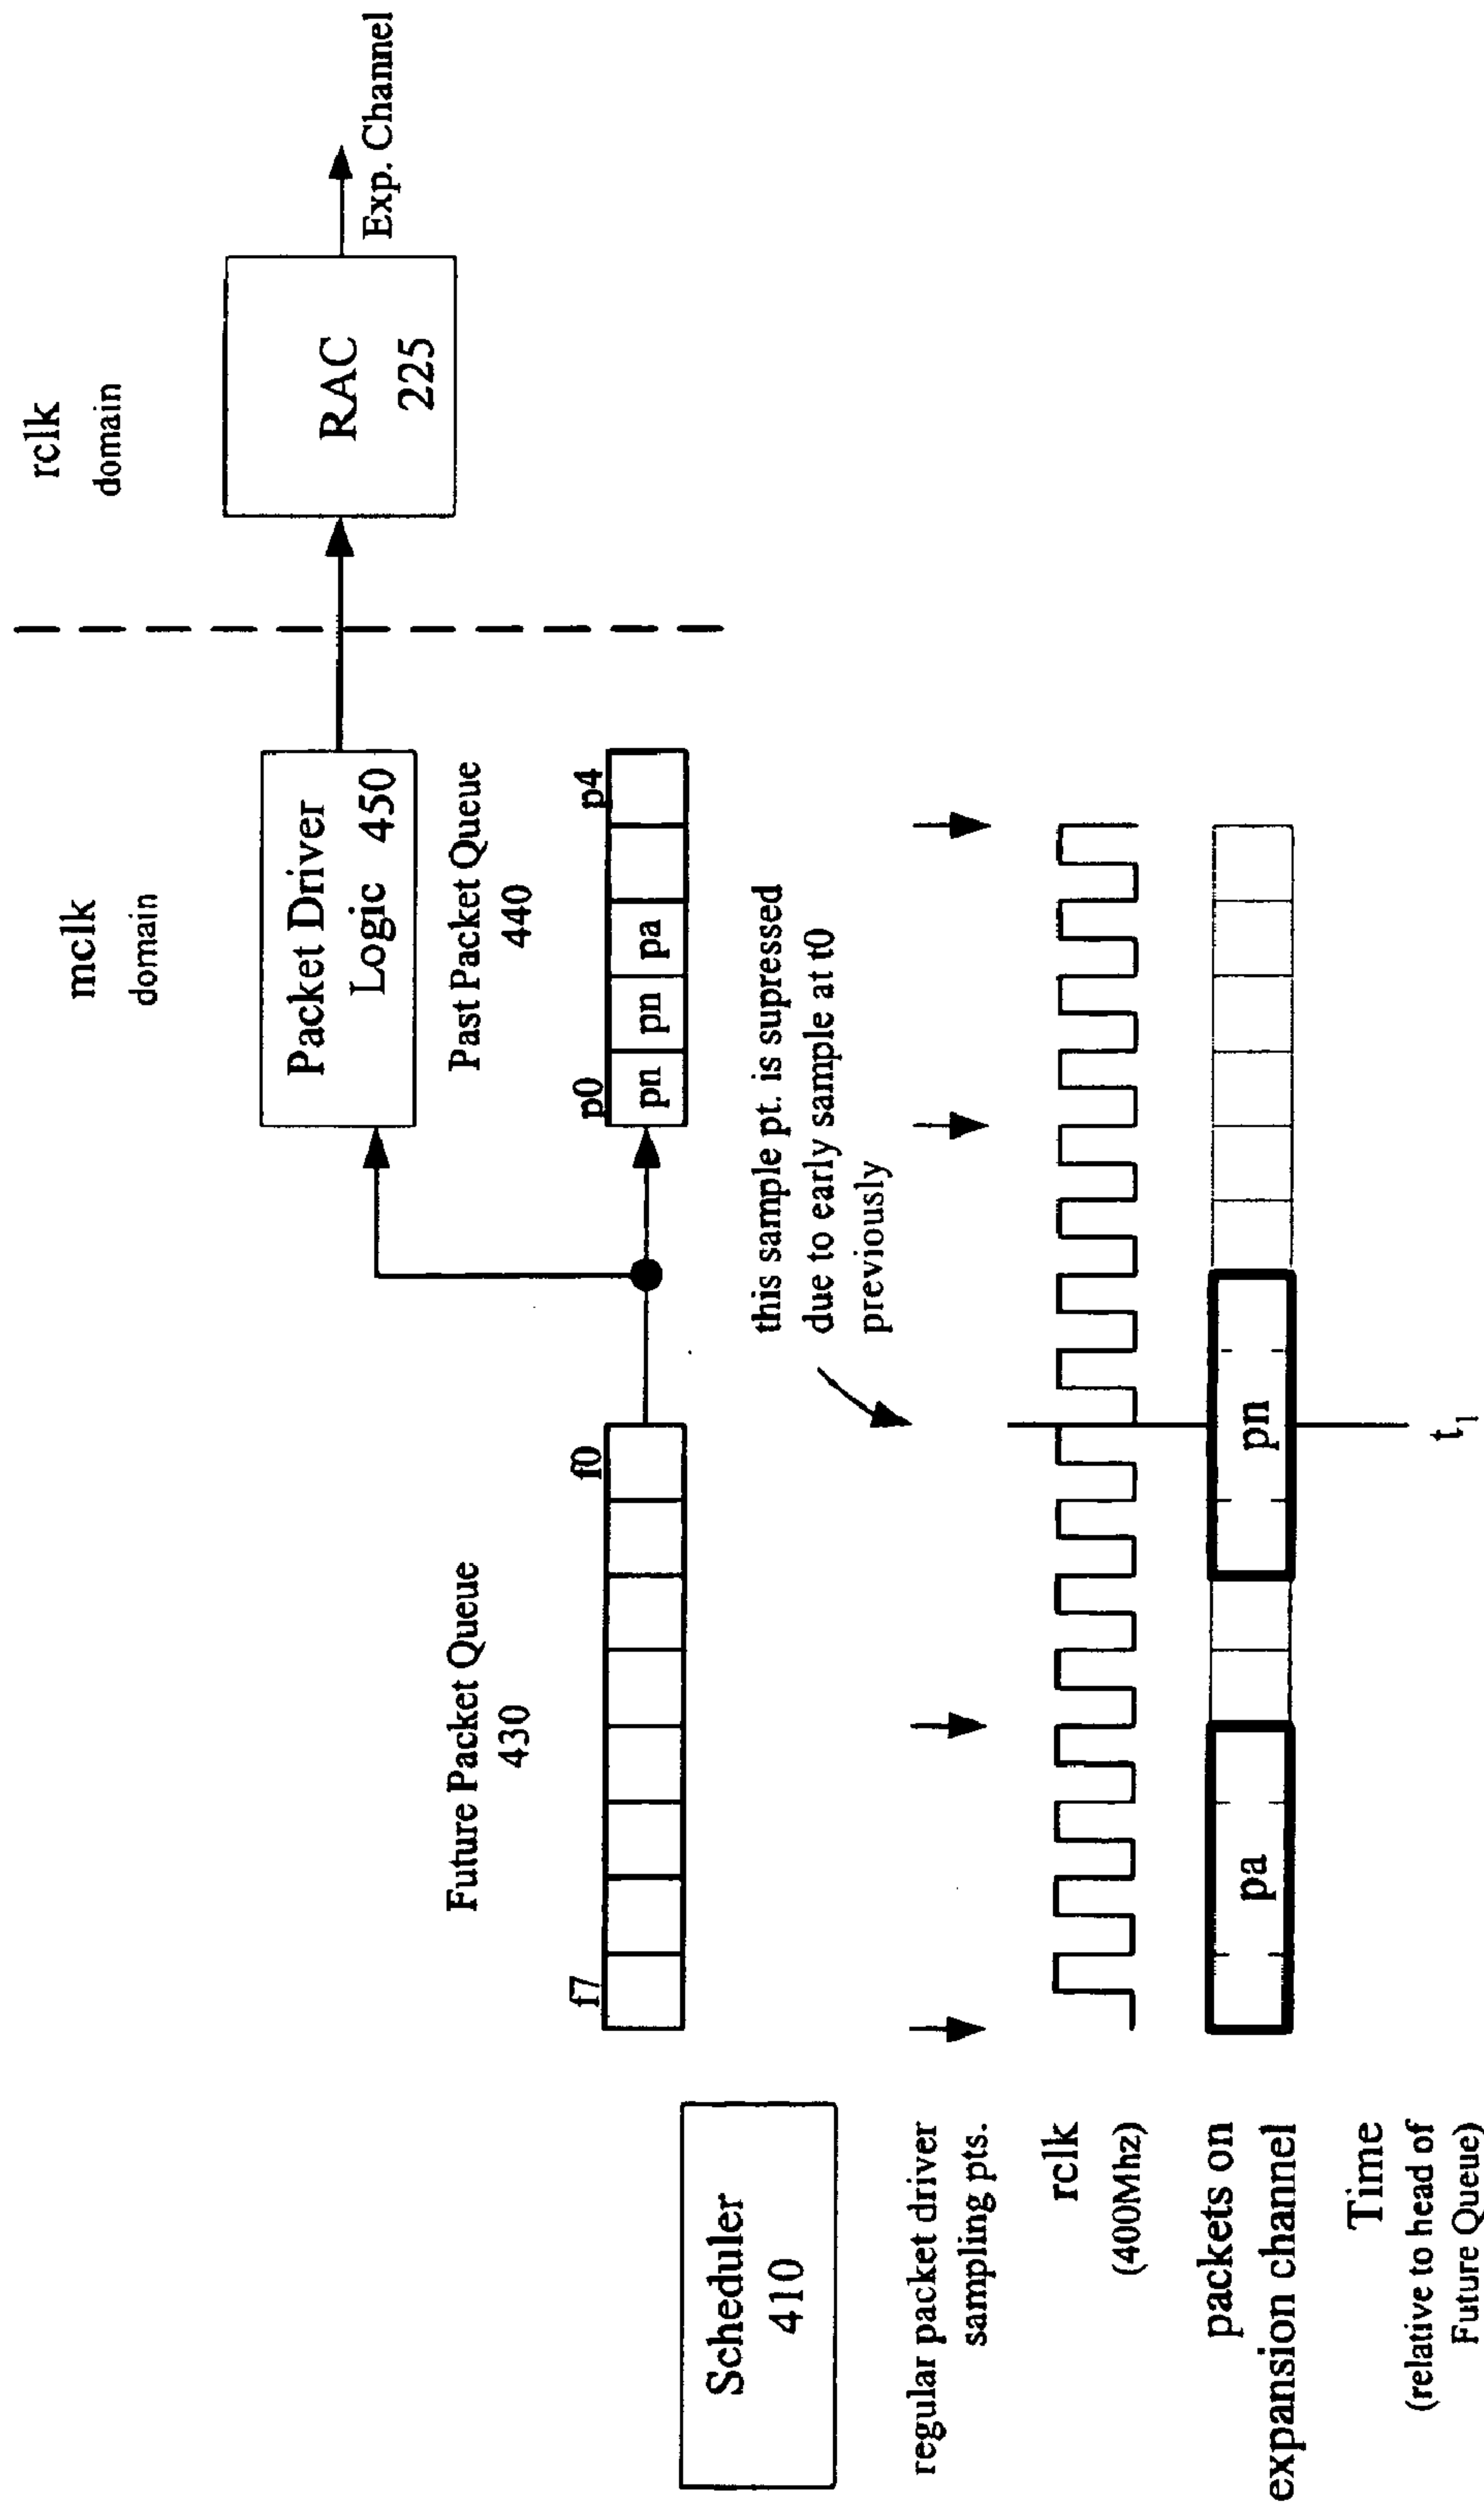 mclk
domain
rclk
domain
Packet Driver
Logic 450
RAC
225
Exp. Channel
Future Packet Queue
430
Past Packet Queue
440
f7
f0
p0
p4
pn
pn
pa
Scheduler
410
this sample pt. is supressed
due to early sample at t0
previously
regular packet driver
sampling pts.
rclk
(400Mhz)
packets on
expansion channel
pa
pn
Time
(relative to head of
Future Queue)
t1